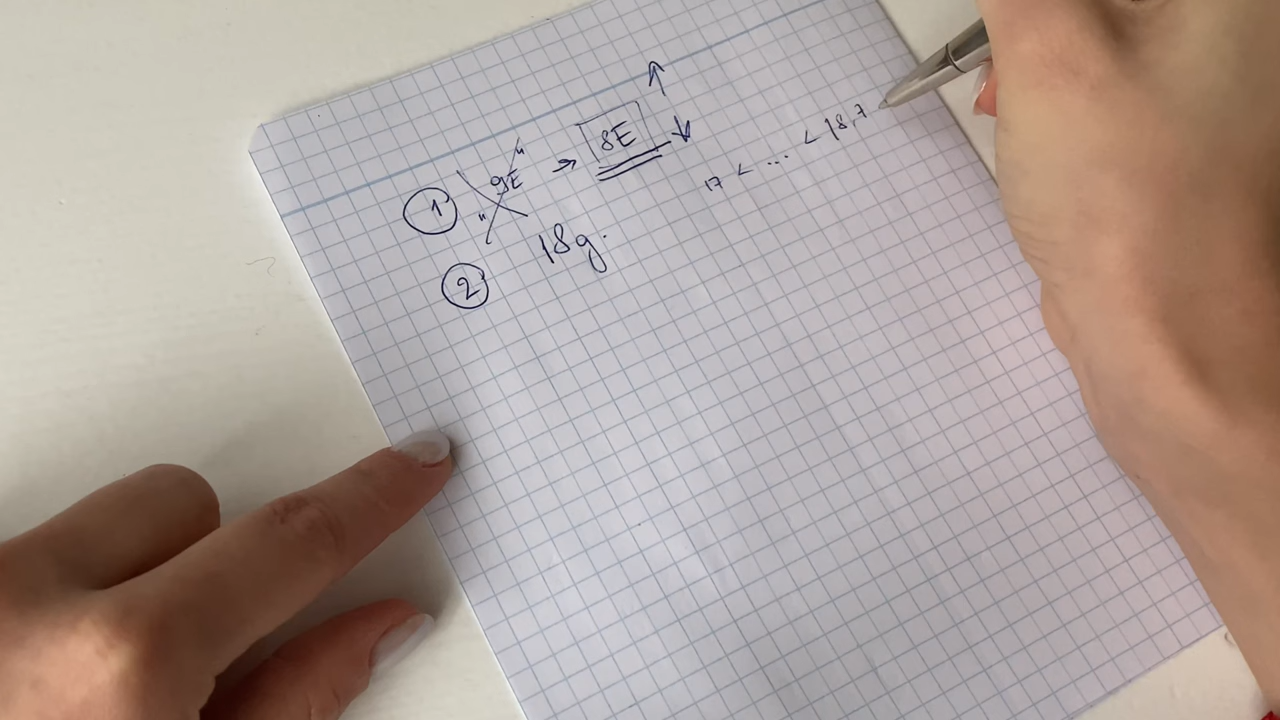 ① "9E" → 8E ↑ ↓
17 < ... < 18,7
② 18g.